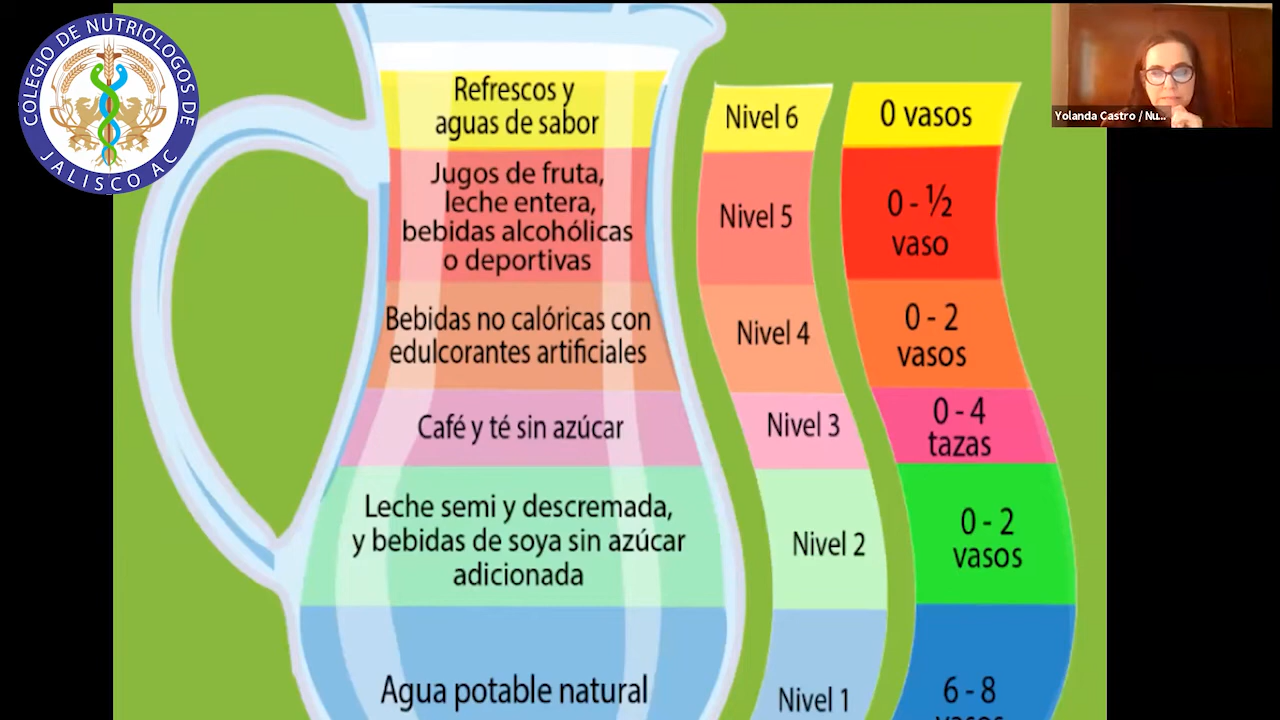 COLEGIO DE NUTRIOLOGOS DE
JALISCO AC
Yolanda Castro / Nu...
Refrescos y
aguas de sabor
Nivel 6
0 vasos
Jugos de fruta,
leche entera,
bebidas alcohólicas
o deportivas
Nivel 5
0 - ½
vaso
Bebidas no calóricas con
edulcorantes artificiales
Nivel 4
0 - 2
vasos
Café y té sin azúcar
Nivel 3
0 - 4
tazas
Leche semi y descremada,
y bebidas de soya sin azúcar
adicionada
Nivel 2
0 - 2
vasos
Agua potable natural
Nivel 1
6 - 8
vasos